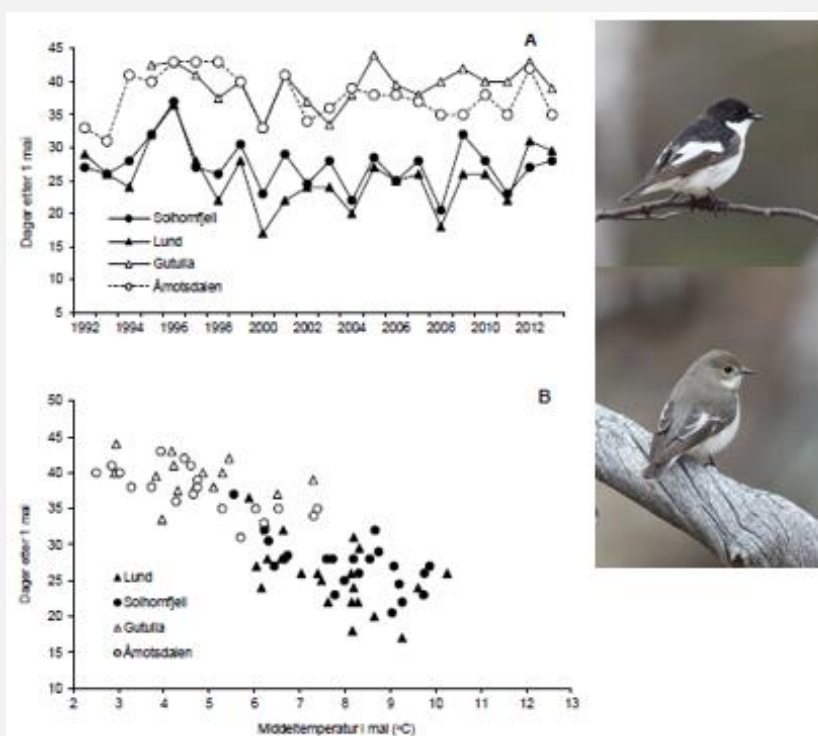 A
45
40
35
30
25
20
15
10
5
Dager etter 1 mai
Solhomfjell
Lund
Gutulia
Åmotsdalen
1992 1994 1996 1998 2000 2002 2004 2006 2008 2010 2012
B
50
45
40
35
30
25
20
15
10
Dager etter 1 mai
Lund
Solhomfjell
Gutulia
Åmotsdalen
2 3 4 5 6 7 8 9 10 11 12 13
Middeltemperatur i mai (ºC)